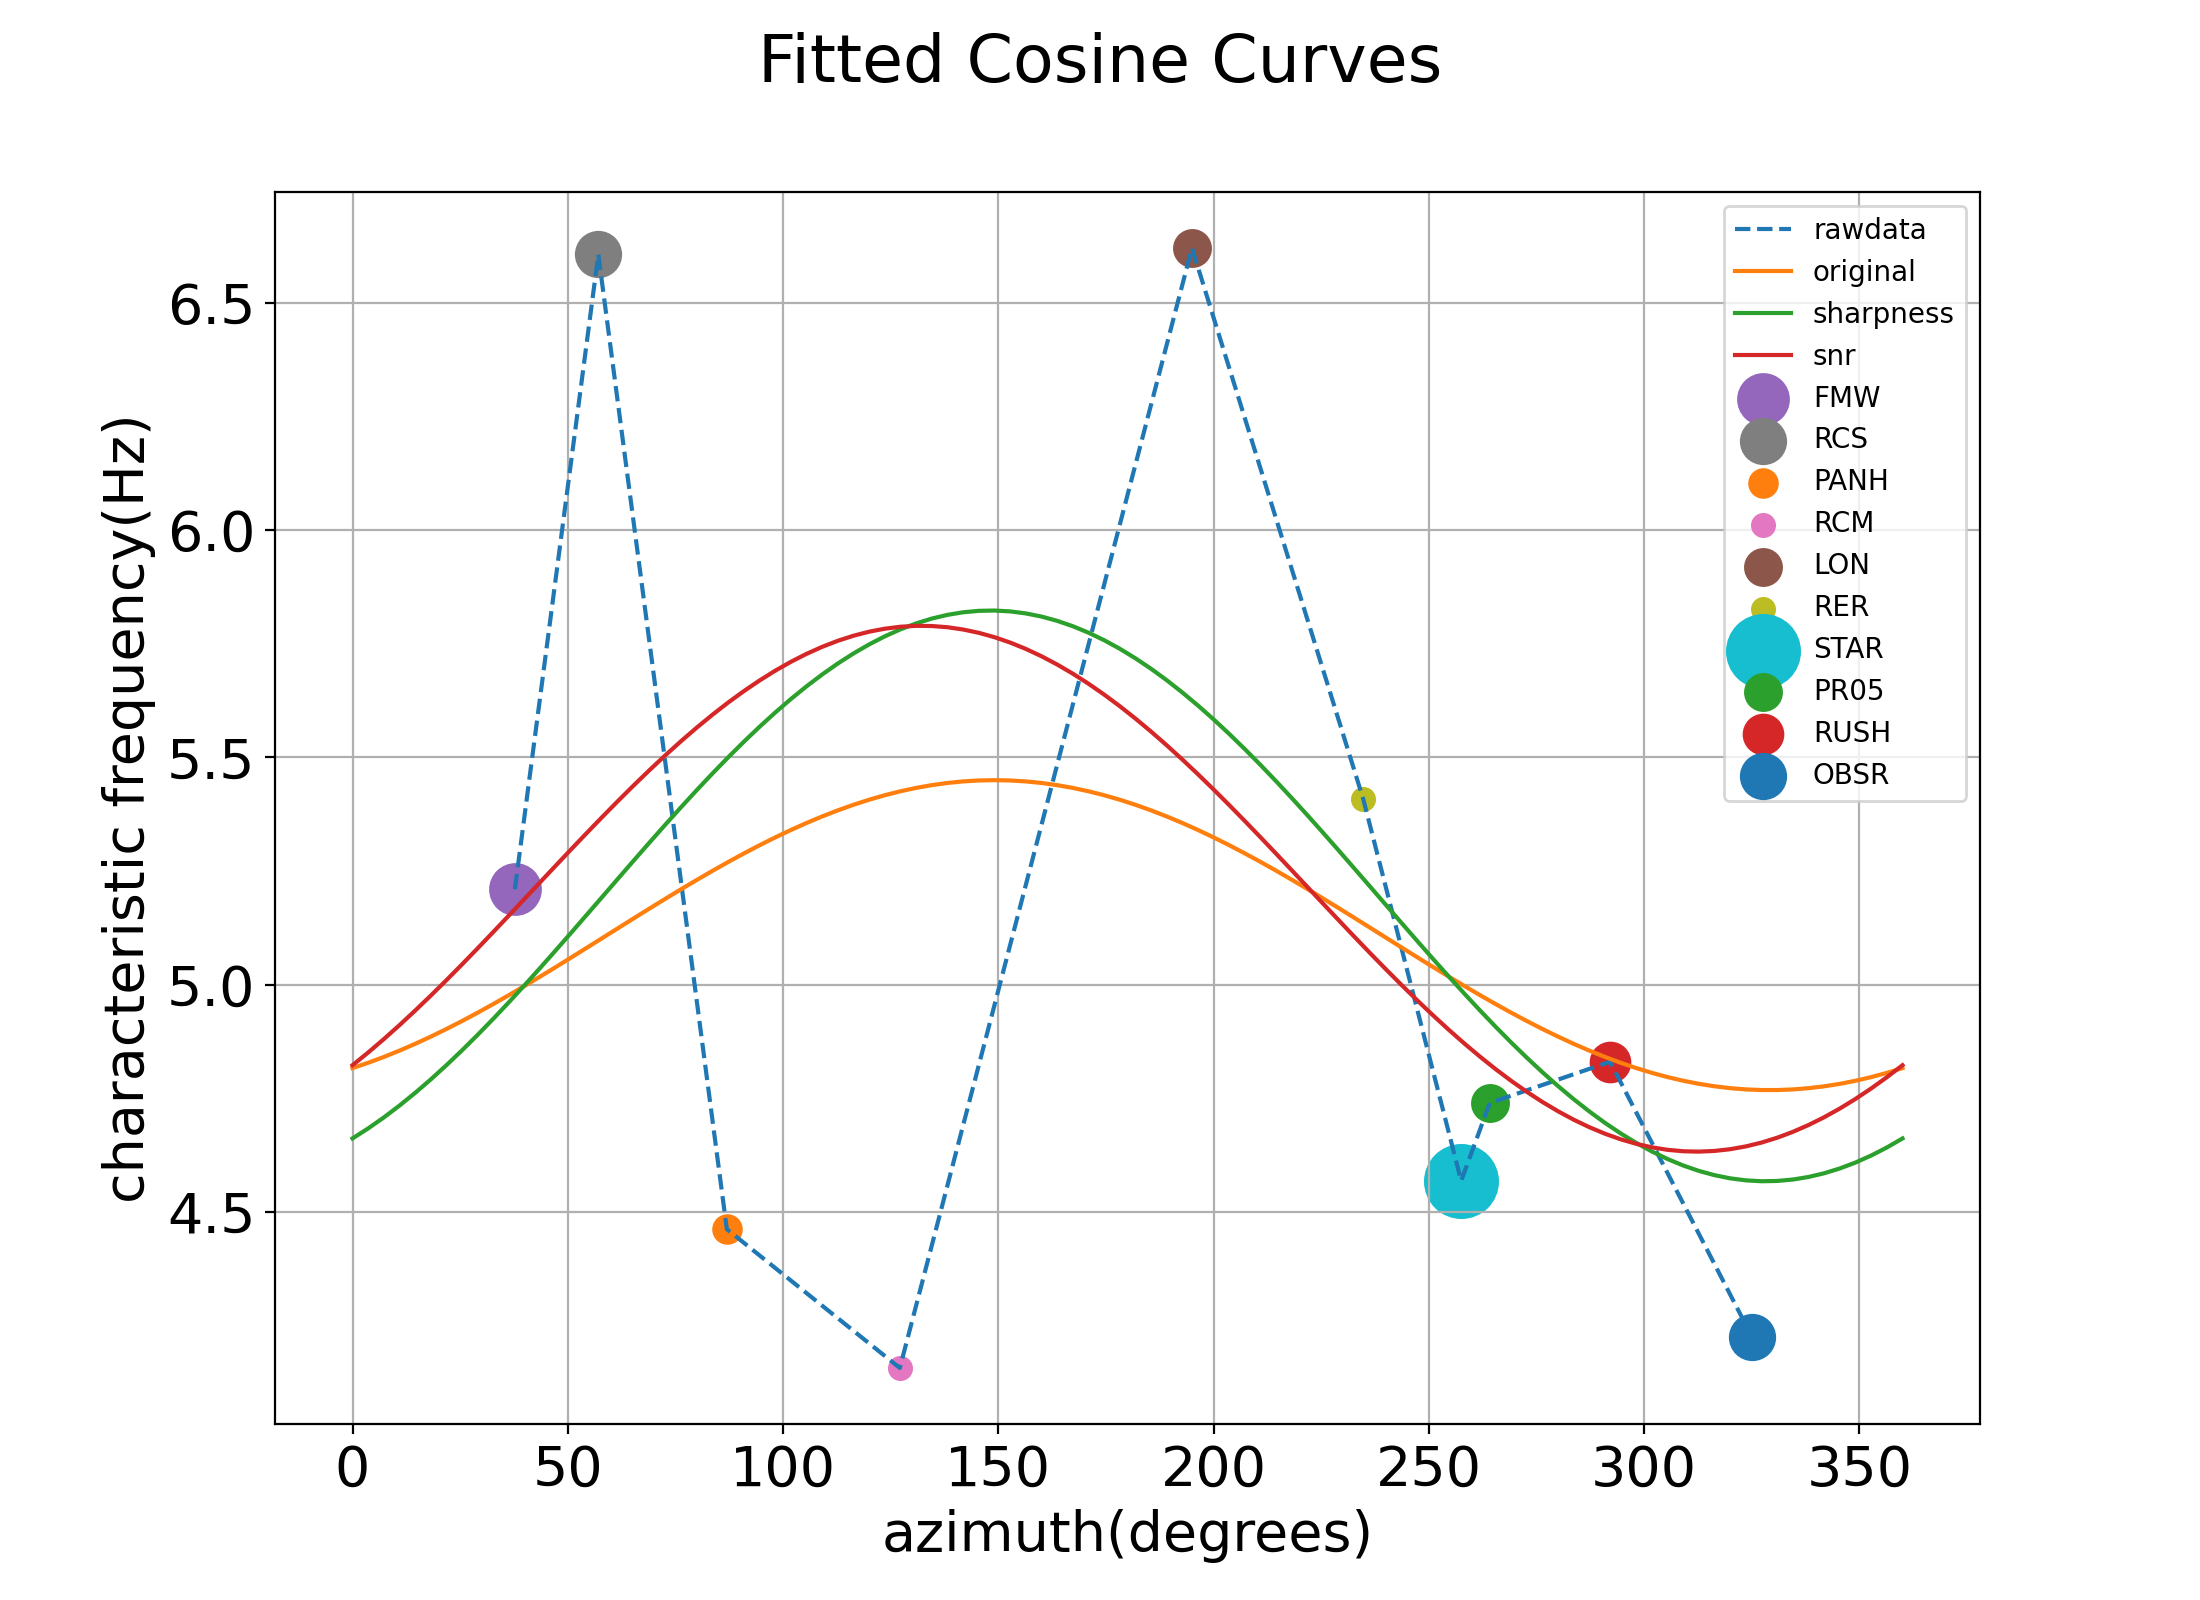 Fitted Cosine Curves
characteristic frequency(Hz)
6.5
6.0
5.5
5.0
4.5
rawdata
original
sharpness
snr
FMW
RCS
PANH
RCM
LON
RER
STAR
PR05
RUSH
OBSR
0 50 100 150 200 250 300 350
azimuth(degrees)